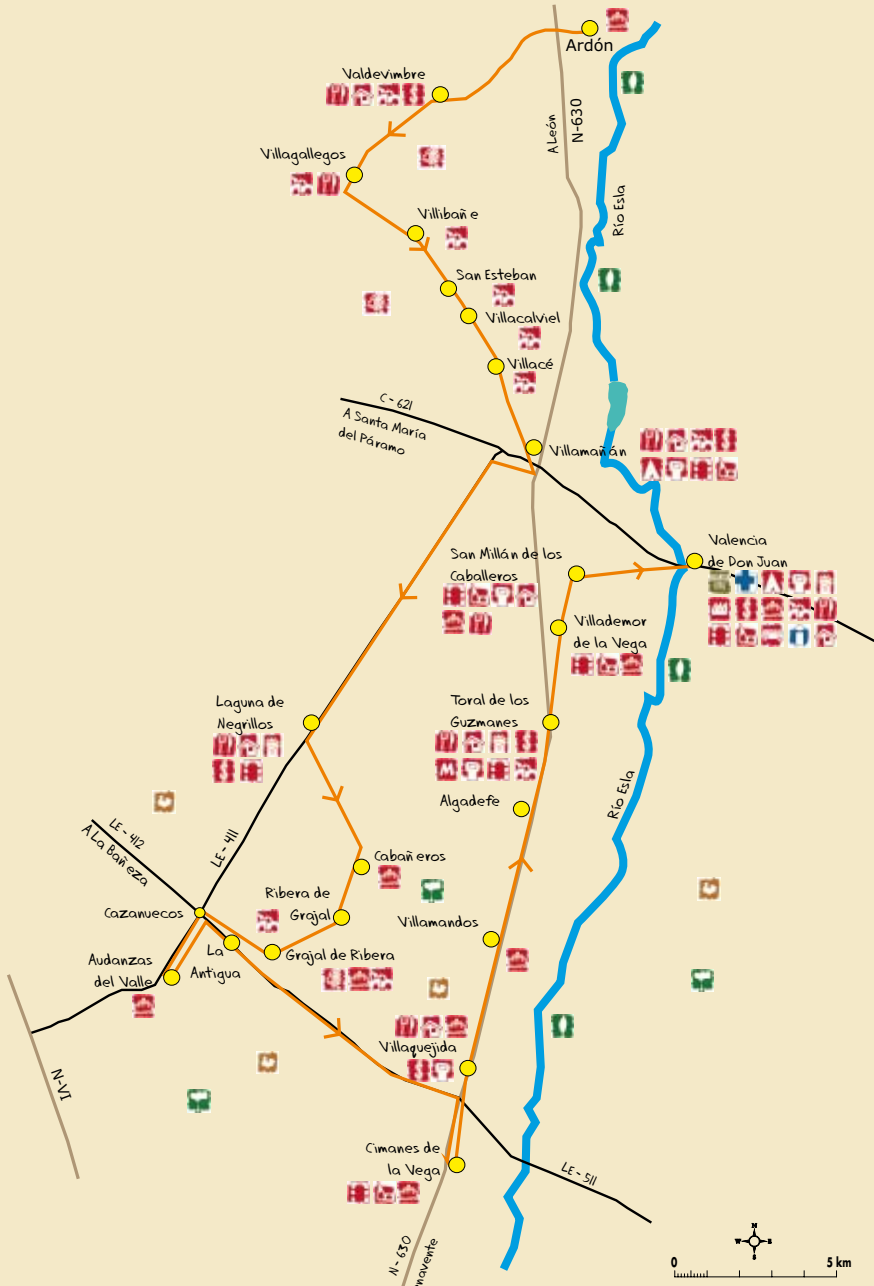 Ardón
Valdevimbre
A León
N-630
Villagallegos
Río Esla
Villibañe
San Esteban
Villacalviel
Villacé
C-621
A Santa María
del Páramo
Villamañán
Valencia
de Don Juan
San Millán de los
Caballeros
Villademor
de la Vega
Laguna de
Negrillos
Toral de los
Guzmanes
M
Algadefe
Río Esla
LE-412
A La Bañeza
LE-411
Cabañeros
Ribera de
Grajal
Cazanuecos
Villamandos
La
Antigua
Grajal de Ribera
Audanzas
del Valle
Villaquejida
N-VI
Cimanes de
la Vega
LE-511
N-630
navente
N
W
E
S
0
5 km